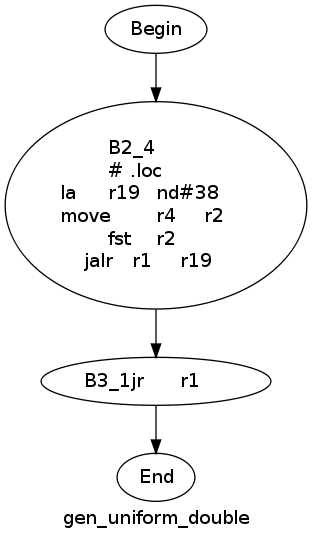 Begin
B2_4
# .loc
la r19 nd#38
move r4 r2
fst r2
jalr r1 r19
B3_1jr r1
End
gen_uniform_double